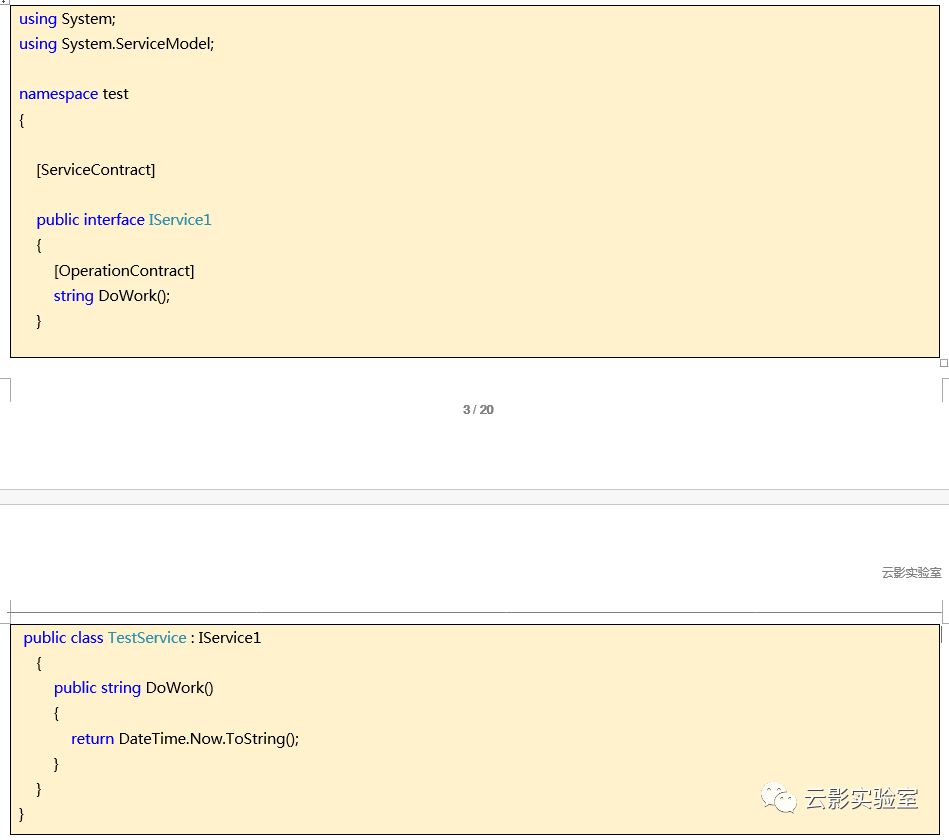 using System;
using System.ServiceModel;
namespace test
{
[ServiceContract]
public interface IService1
{
[OperationContract]
string DoWork();
}
3 / 20
云影实验室
public class TestService : IService1
{
public string DoWork()
{
return DateTime.Now.ToString();
}
}
}
云影实验室